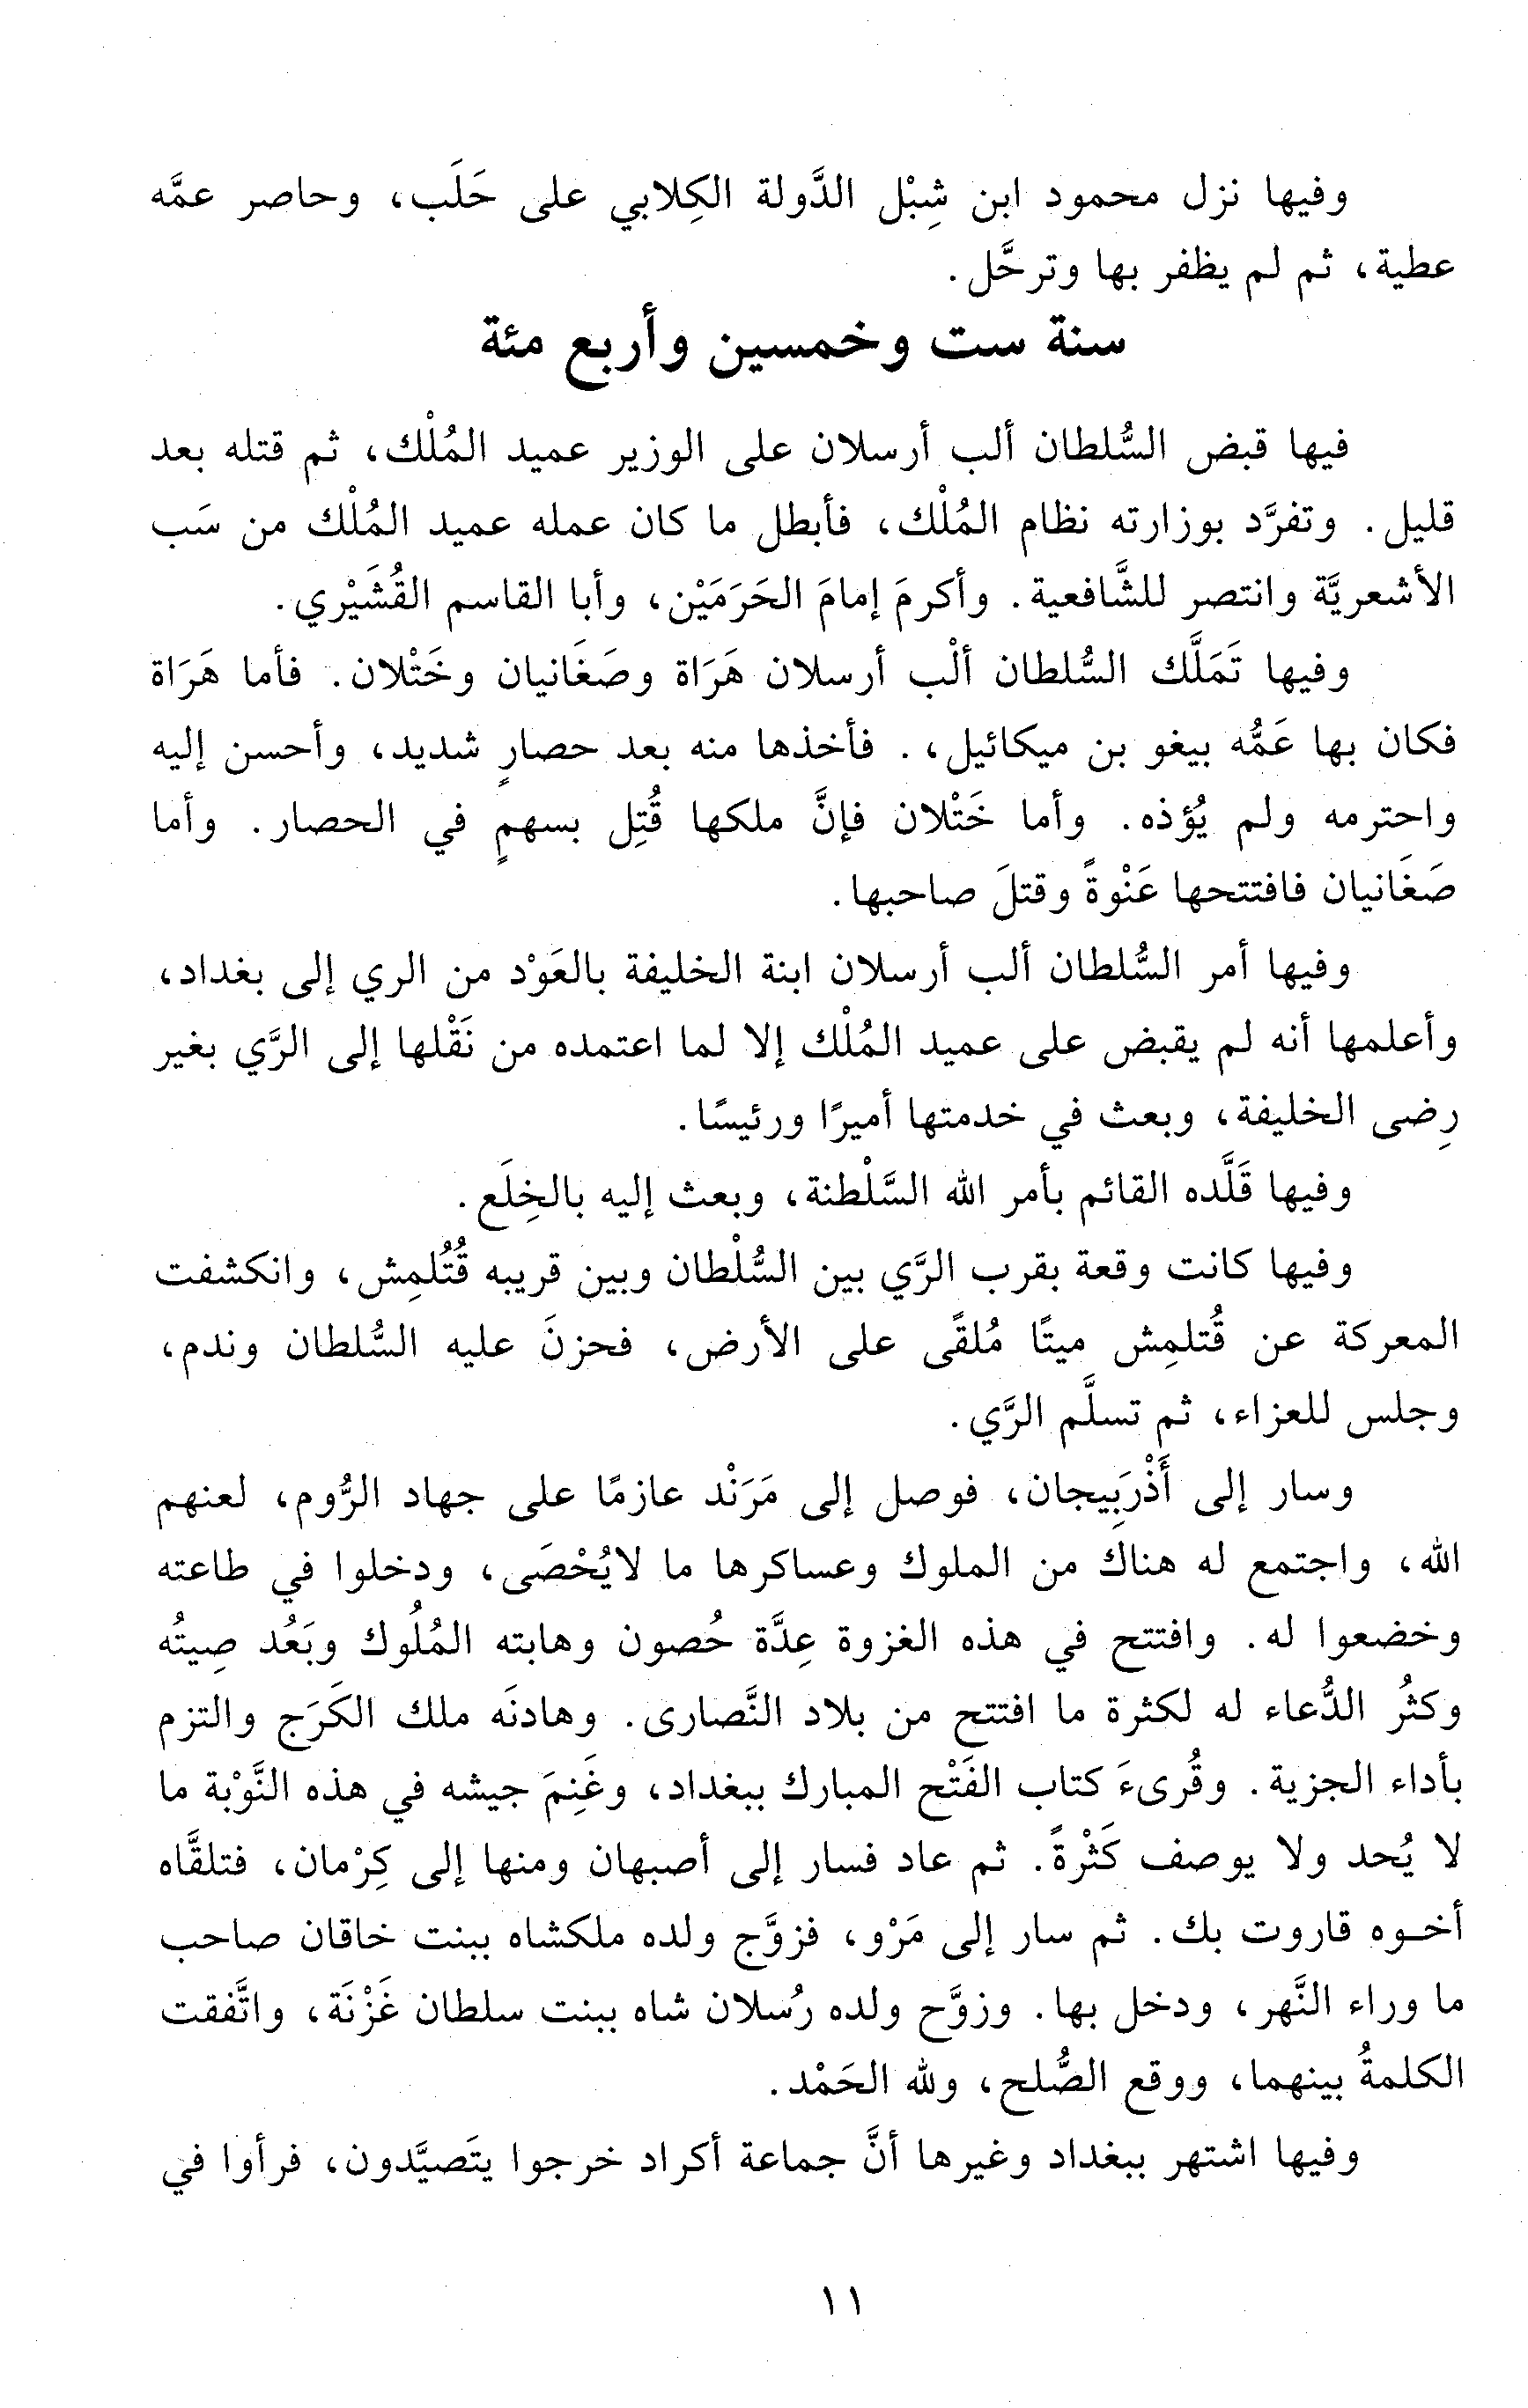 وفيها نزل محمود ابن شِبْل الدَّولة الكِلابي على حَلَب، وحاصر عمَّه
عطية، ثم لم يظفر بها وترحَّل.
سنة ست وخمسين وأربع مئة
فيها قبض السُّلطان ألب أرسلان على الوزير عميد المُلْك، ثم قتله بعد
قليل. وتفرَّد بوزارته نظام المُلْك، فأبطل ما كان عمله عميد المُلْك من سَب
الأشعريَّة وانتصر للشَّافعية. وأكرمَ إمامَ الحَرَمَيْن، وأبا القاسم القُشَيْري.
وفيها تَمَلَّك السُّلطان ألْب أرسلان هَرَاة وصَغَانيان وخَتْلان. فأما هَرَاة
فكان بها عَمُّه بيغو بن ميكائيل،. فأخذها منه بعد حصارٍ شديد، وأحسن إليه
واحترمه ولم يُؤذه. وأما خَتْلان فإنَّ ملكها قُتِل بسهمٍ في الحصار. وأما
صَغَانيان فافتتحها عَنْوةً وقتلَ صاحبها.
وفيها أمر السُّلطان ألب أرسلان ابنة الخليفة بالعَوْد من الري إلى بغداد،
وأعلمها أنه لم يقبض على عميد المُلْك إلا لما اعتمده من نَقْلها إلى الرَّي بغير
رِضى الخليفة، وبعث في خدمتها أميرًا ورئيسًا.
وفيها قَلَّده القائم بأمر الله السَّلْطنة، وبعث إليه بالخِلَع.
وفيها كانت وقعة بقرب الرَّي بين السُّلْطان وبين قريبه قُتُلمِش، وانكشفت
المعركة عن قُتلمِش ميتًا مُلقًى على الأرض، فحزنَ عليه السُّلطان وندم،
وجلس للعزاء، ثم تسلَّم الرَّي.
وسار إلى أَذْرَبِيجان، فوصل إلى مَرَنْد عازمًا على جهاد الرُّوم، لعنهم
الله، واجتمع له هناك من الملوك وعساكرها ما لايُحْصَى، ودخلوا في طاعته
وخضعوا له. وافتتح في هذه الغزوة عِدَّة حُصون وهابته المُلُوك وبَعُد صِيتُه
وكثُر الدُّعاء له لكثرة ما افتتح من بلاد النَّصارى. وهادنَه ملك الكَرَج والتزم
بأداء الجزية. وقُرىءَ كتاب الفَتْح المبارك ببغداد، وغَنِمَ جيشه في هذه النَّوْبة ما
لا يُحد ولا يوصف كَثْرةً. ثم عاد فسار إلى أصبهان ومنها إلى كِرْمان، فتلقَّاه
أخـوه قاروت بك. ثم سار إلى مَرْو، فزوَّج ولده ملكشاه ببنت خاقان صاحب
ما وراء النَّهر، ودخل بها. وزوَّح ولده رُسلان شاه ببنت سلطان غَزْنَة، واتَّفقت
الكلمةُ بينهما، ووقع الصُّلح، ولله الحَمْد.
وفيها اشتهر ببغداد وغيرها أنَّ جماعة أكراد خرجوا يتَصيَّدون، فرأوا في
١١